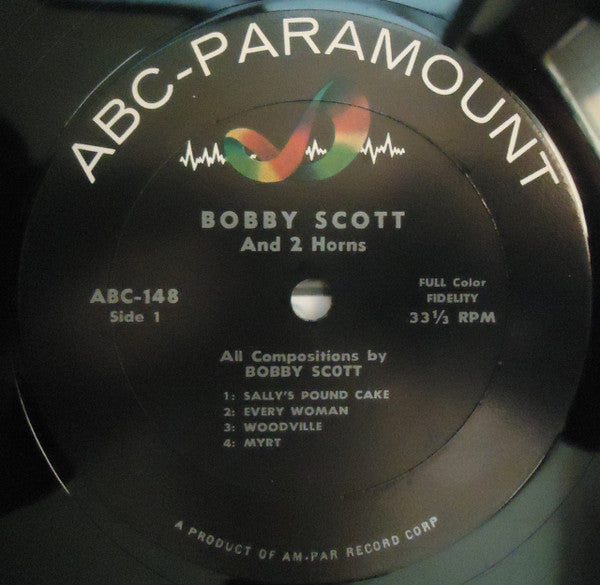 ABC-PARAMOUNT
BOBBY SCOTT
And 2 Horns
ABC-148
Side 1
FULL Color
FIDELITY
33⅓ RPM
All Compositions by
BOBBY SCOTT
1: SALLY'S POUND CAKE
2: EVERY WOMAN
3: WOODVILLE
4: MYRT
A PRODUCT OF AM-PAR RECORD CORP